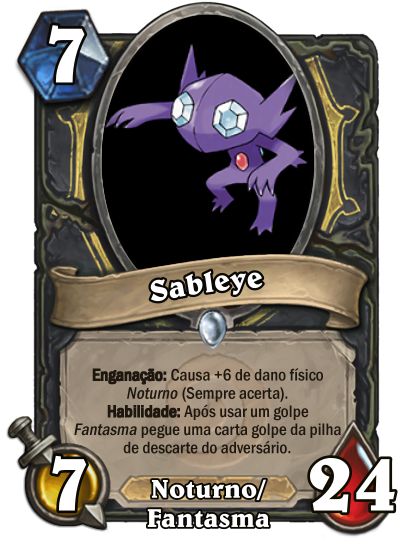 7
Sableye
Enganação: Causa +6 de dano físico
Noturno (Sempre acerta).
Habilidade: Após usar um golpe
Fantasma pegue uma carta golpe da pilha
de descarte do adversário.
7
Noturno/
Fantasma
24